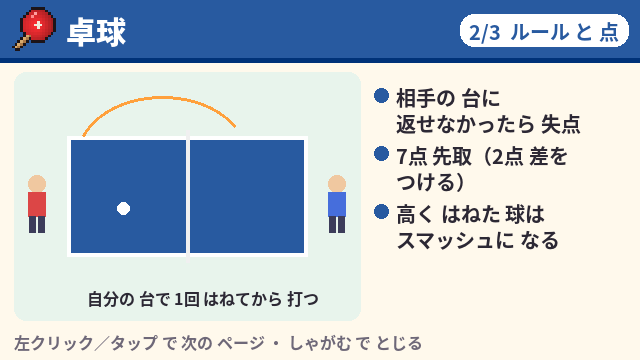 卓球
2/3 ルール と 点
相手の 台に
返せなかったら 失点
7点 先取（2点 差を
つける）
高く はねた 球は
スマッシュに なる
自分の 台で 1回 はねてから 打つ
左クリック／タップ で 次の ページ ・ しゃがむ で とじる